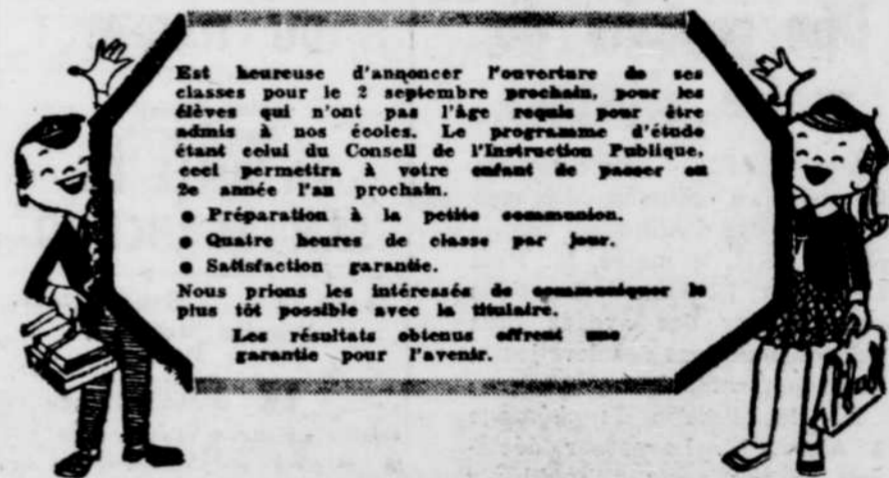 Est heureuse d'annoncer l'ouverture de ses
classes pour le 2 septembre prochain, pour les
élèves qui n'ont pas l'âge requis pour être
admis à nos écoles. Le programme d'étude
étant celui du Conseil de l'Instruction Publique,
ceci permettra à votre enfant de passer en
2e année l'an prochain.
● Préparation à la petite communion.
● Quatre heures de classe par jour.
● Satisfaction garantie.
Nous prions les intéressés de communiquer le
plus tôt possible avec la titulaire.
Les résultats obtenus offrent une
garantie pour l'avenir.